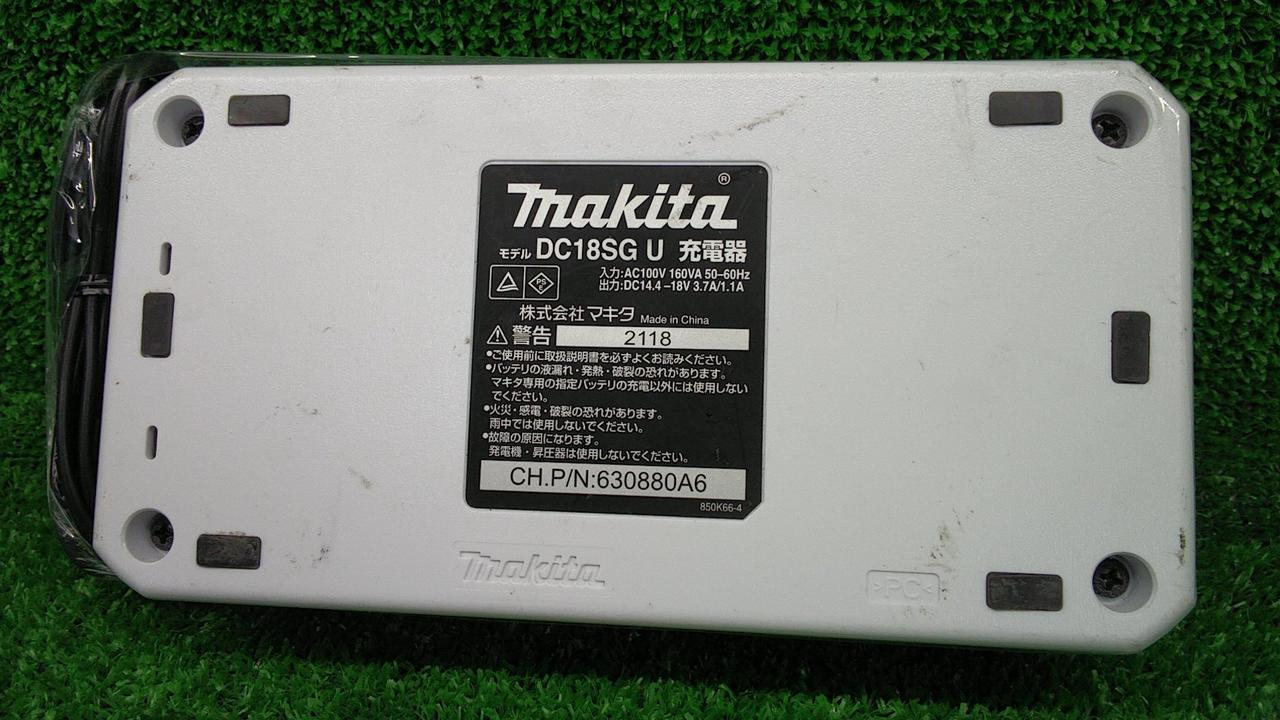 makita®
モデル DC18SG U 充電器
PS E
入力:AC100V 160VA 50–60Hz
出力:DC14.4 –18V 3.7A/1.1A
株式会社マキタ Made in China
警告 2118
•ご使用前に取扱説明書を必ずよくお読みください。
•バッテリの液漏れ・発熱・破裂の恐れがあります。
マキタ専用の指定バッテリの充電以外には使用しない
でください。
•火災・感電・破裂の恐れがあります。
雨中では使用しないでください。
•故障の原因になります。
発電機・昇圧器は使用しないでください。
CH.P/N:630880A6
850K66-4
makita
>PC<